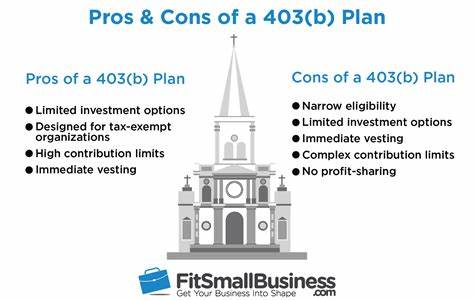 Pros & Cons of a 403(b) Plan
Pros of a 403(b) Plan
● Limited investment options
● Designed for tax-exempt
organizations
● High contribution limits
● Immediate vesting
Cons of a 403(b) Plan
● Narrow eligibility
● Limited investment options
● Immediate vesting
● Complex contribution limits
● No profit-sharing
FitSmallBusiness
.com
Get Your Business Into Shape